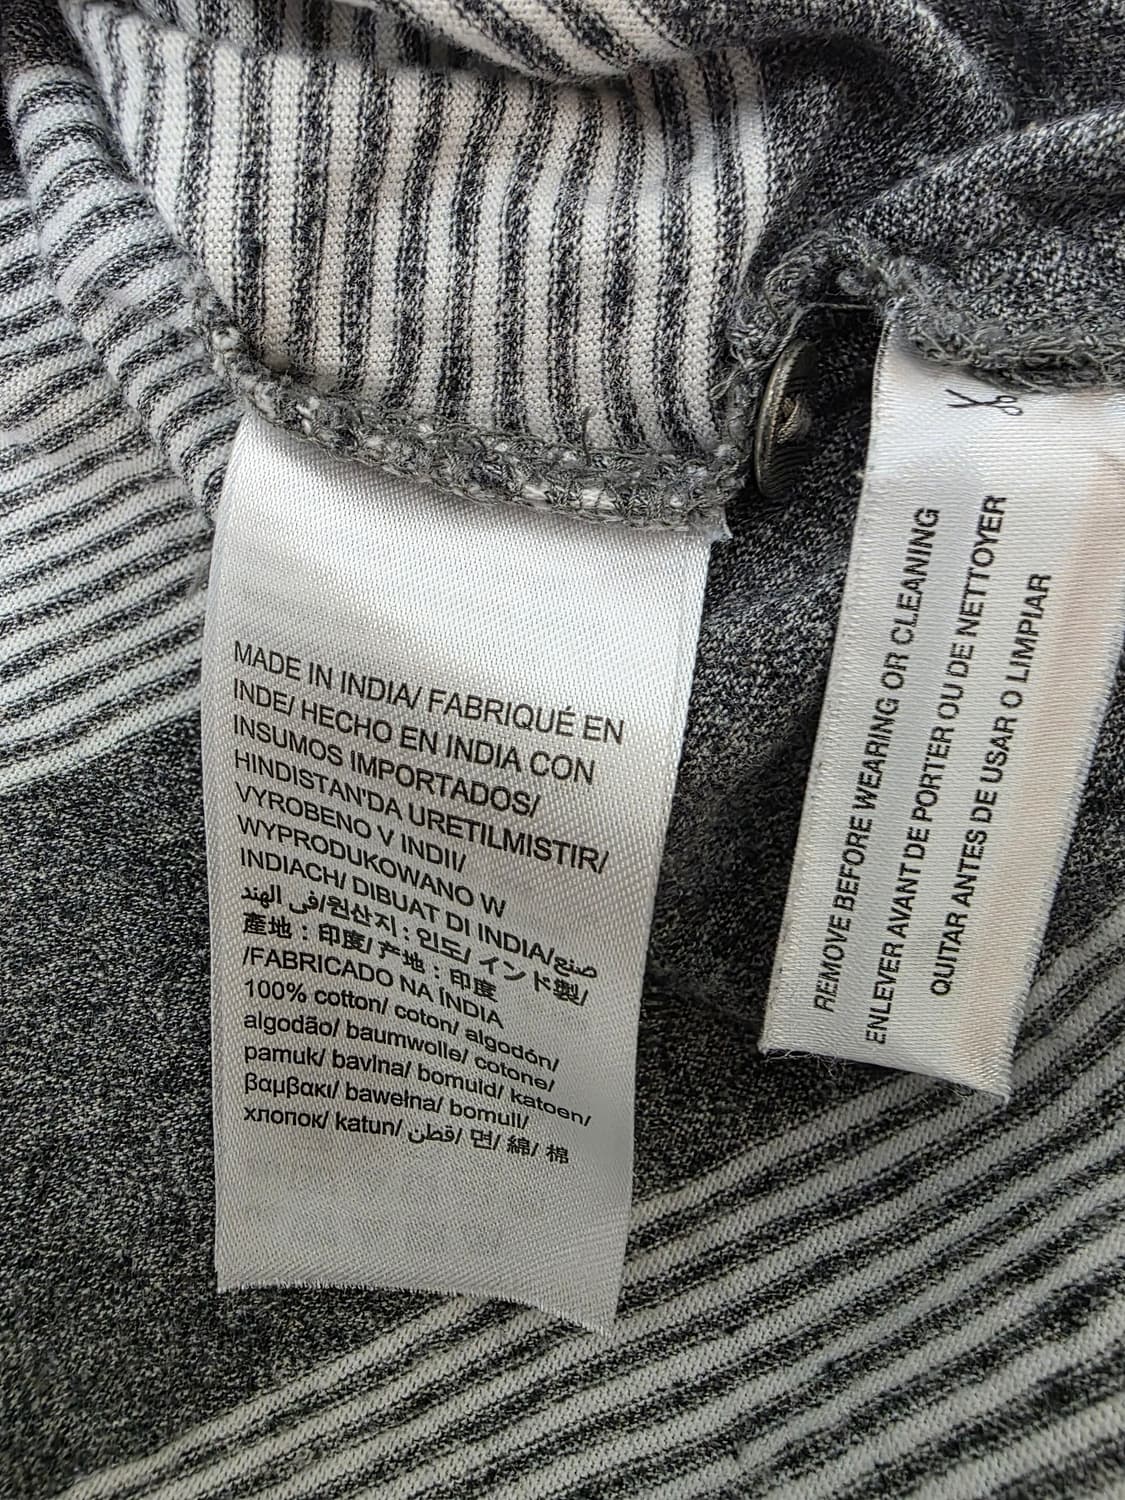 MADE IN INDIA/ FABRIQUÉ EN
INDE/ HECHO EN INDIA CON
INSUMOS IMPORTADOS/
HINDISTAN'DA URETILMISTIR/
VYROBENO V INDII/
WYPRODUKOWANO W
INDIACH/ DIBUAT DI INDIA/صنع
فى الهند/원산지 : 인도/ インド製/
產地 : 印度/ 产地 : 印度
/FABRICADO NA ÍNDIA
100% cotton/ coton/ algodón/
algodão/ baumwolle/ cotone/
pamuk/ bavlna/ bomuld/ katoen/
βαμβακι/ bawełna/ bomull/
хлопок/ katun/ قطن/ 면/ 綿/ 棉
REMOVE BEFORE WEARING OR CLEANING
ENLEVER AVANT DE PORTER OU DE NETTOYER
QUITAR ANTES DE USAR O LIMPIAR